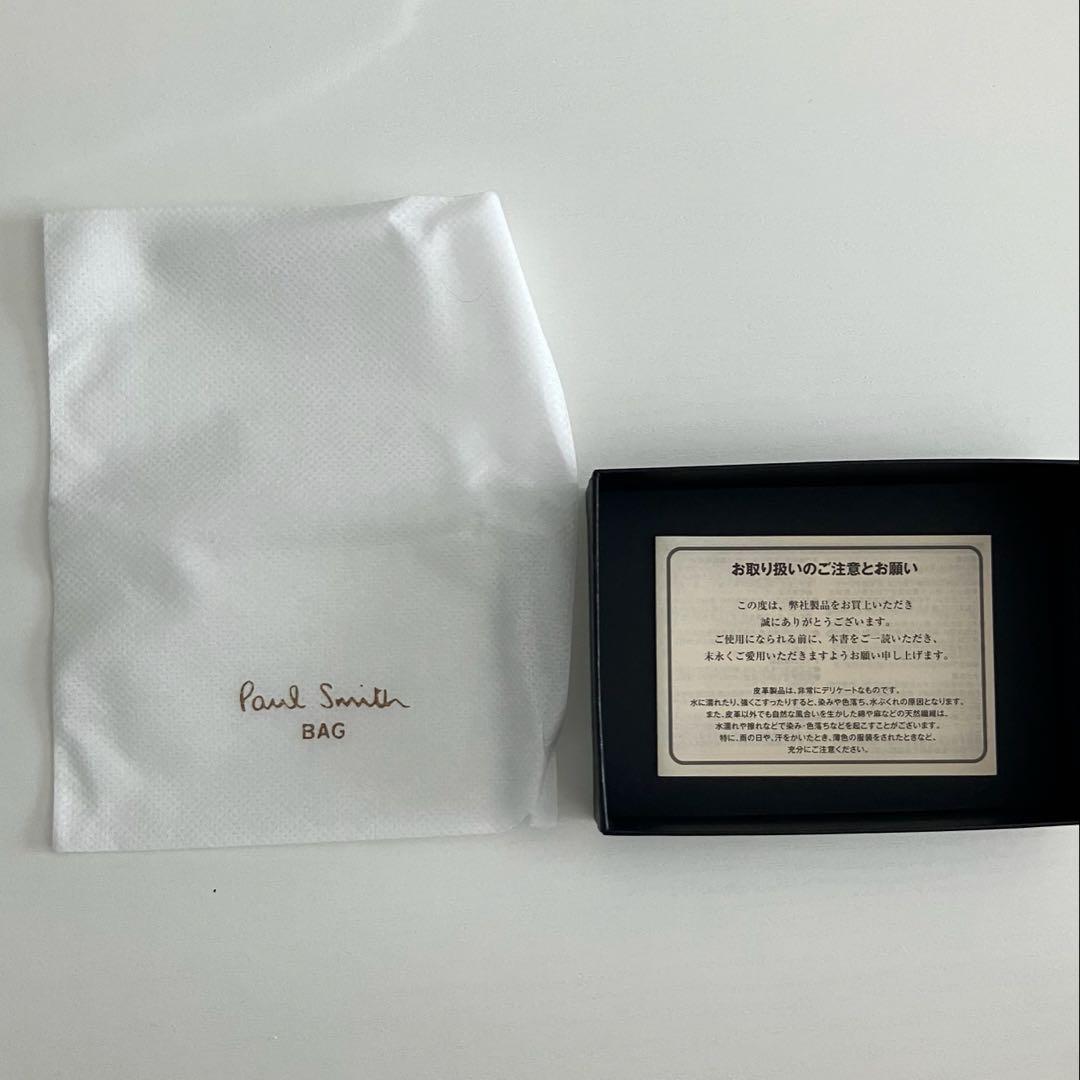 Paul Smith
BAG
お取り扱いのご注意とお願い
この度は、弊社製品をお買上いただき
誠にありがとうございます。
ご使用になられる前に、本書をご一読いただき、
末永くご愛用いただきますようお願い申し上げます。
皮革製品は、非常にデリケートなものです。
水に濡れたり、強くこすったりすると、染みや色落ち、水ぶくれの原因となります。
また、皮革以外でも自然な風合いを生かした綿や麻などの天然繊維は、
水濡れや擦れなどで染み・色落ちなどを起こすことがございます。
特に、雨の日や、汗をかいたとき、薄色の服装をされたときなど、
充分にご注意ください。